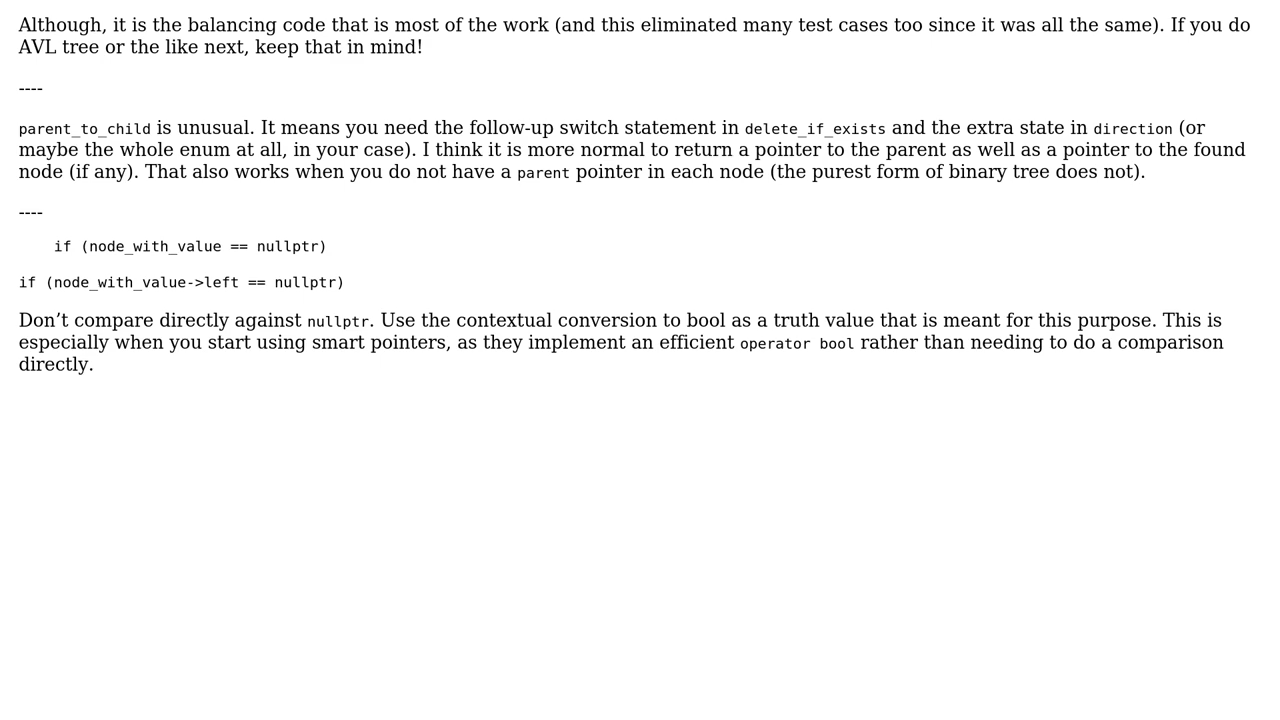 Although, it is the balancing code that is most of the work (and this eliminated many test cases too since it was all the same). If you do
AVL tree or the like next, keep that in mind!
----
parent_to_child is unusual. It means you need the follow-up switch statement in delete_if_exists and the extra state in direction (or
maybe the whole enum at all, in your case). I think it is more normal to return a pointer to the parent as well as a pointer to the found
node (if any). That also works when you do not have a parent pointer in each node (the purest form of binary tree does not).
----
    if (node_with_value == nullptr)
if (node_with_value->left == nullptr)
Don’t compare directly against nullptr. Use the contextual conversion to bool as a truth value that is meant for this purpose. This is
especially when you start using smart pointers, as they implement an efficient operator bool rather than needing to do a comparison
directly.